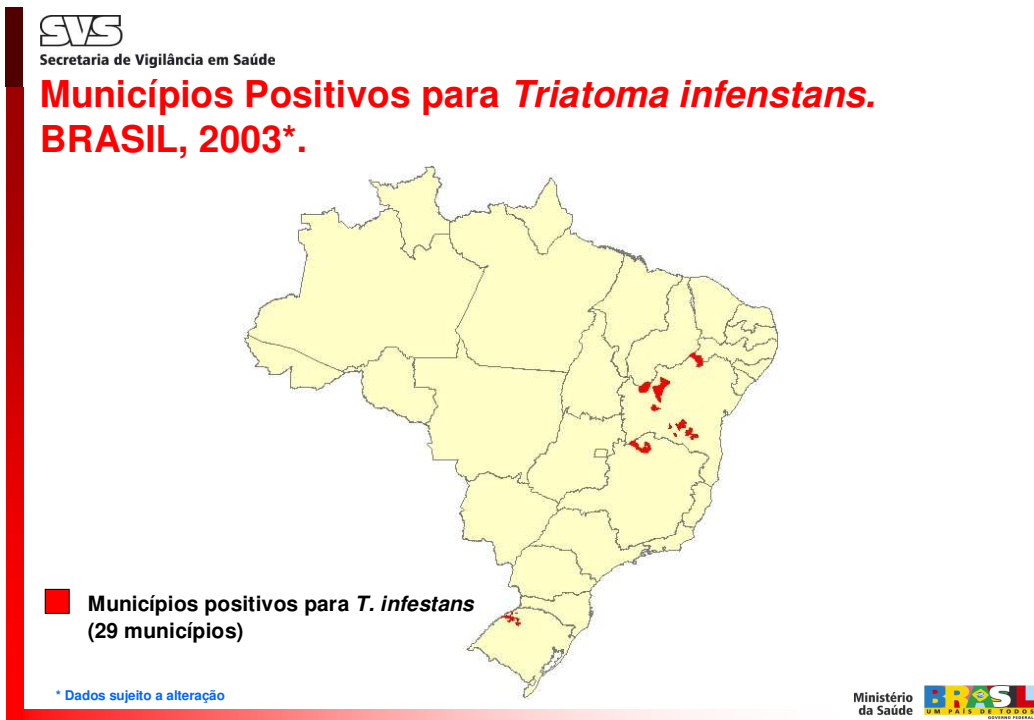 SVS
Secretaria de Vigilância em Saúde
Municípios Positivos para Triatoma infenstans.
BRASIL, 2003*.
Municípios positivos para T. infestans
(29 municípios)
* Dados sujeito a alteração
Ministério
da Saúde
BRASIL
UM PAÍS DE TODOS
GOVERNO FEDERAL